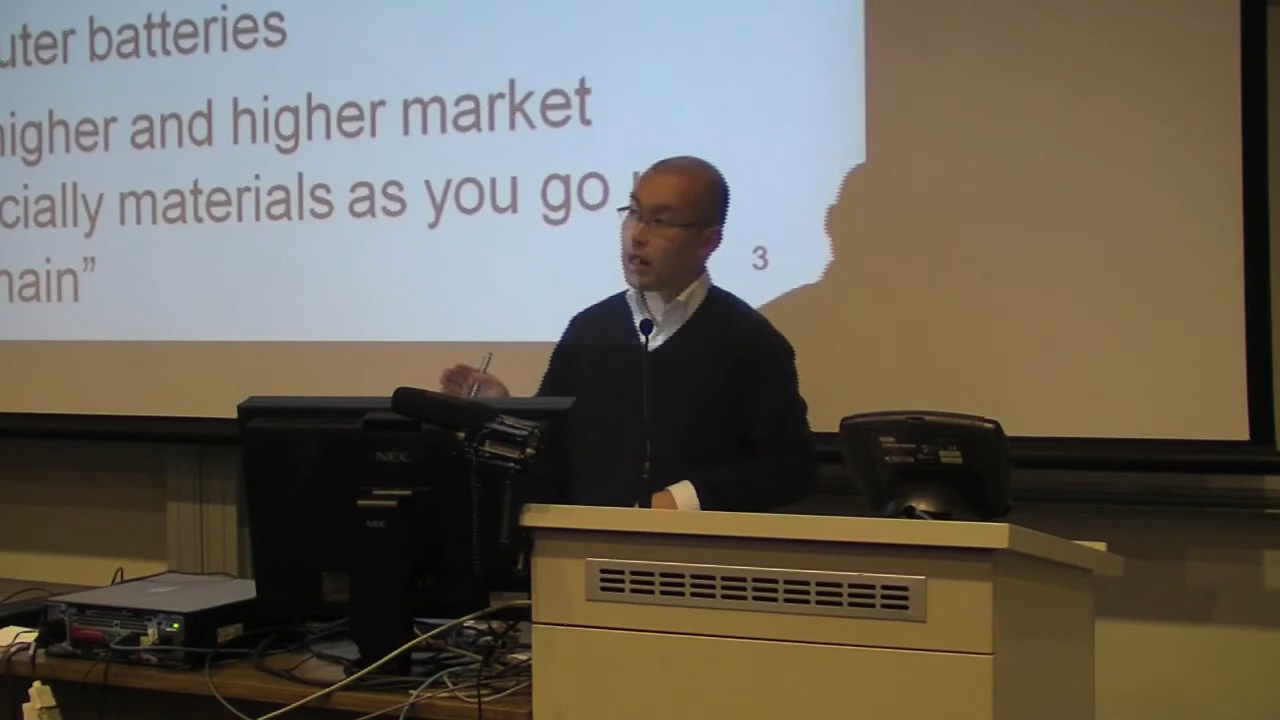 uter batteries
higher and higher market
cially materials as you go
hain”
3
NEC
NEC